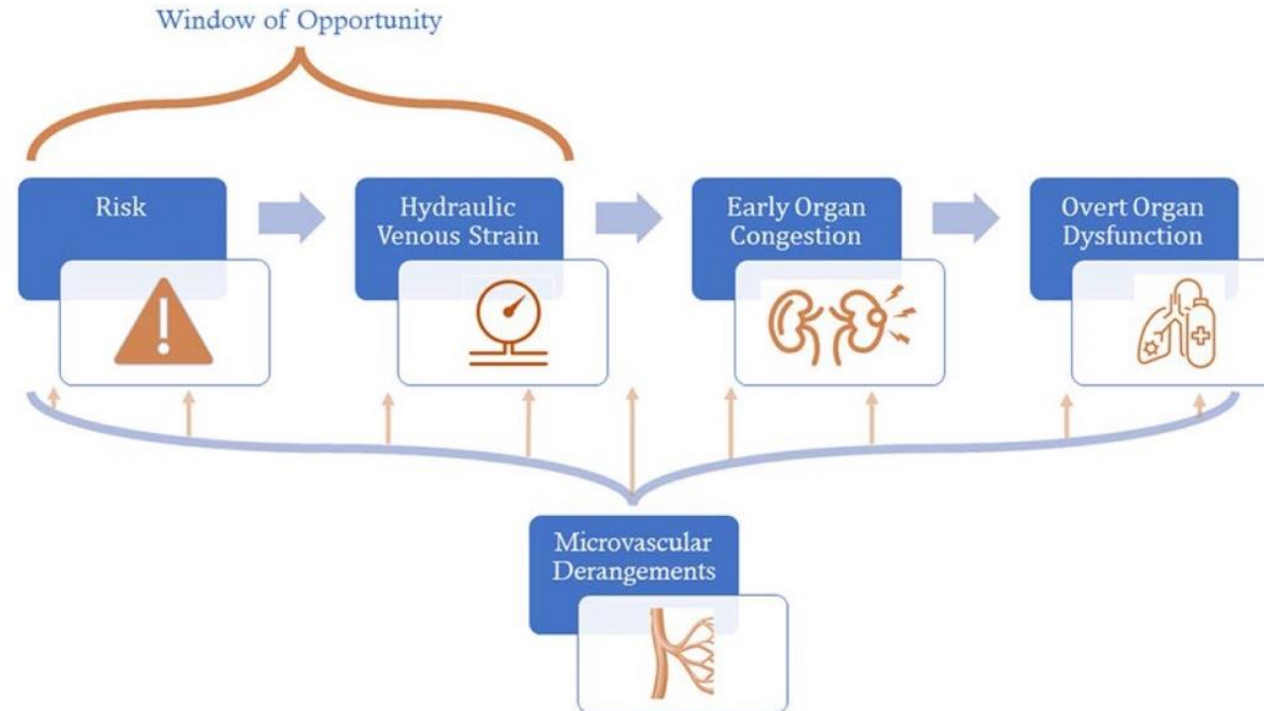 Window of Opportunity
Risk
Hydraulic
Venous Strain
Early Organ
Congestion
Overt Organ
Dysfunction
Microvascular
Derangements